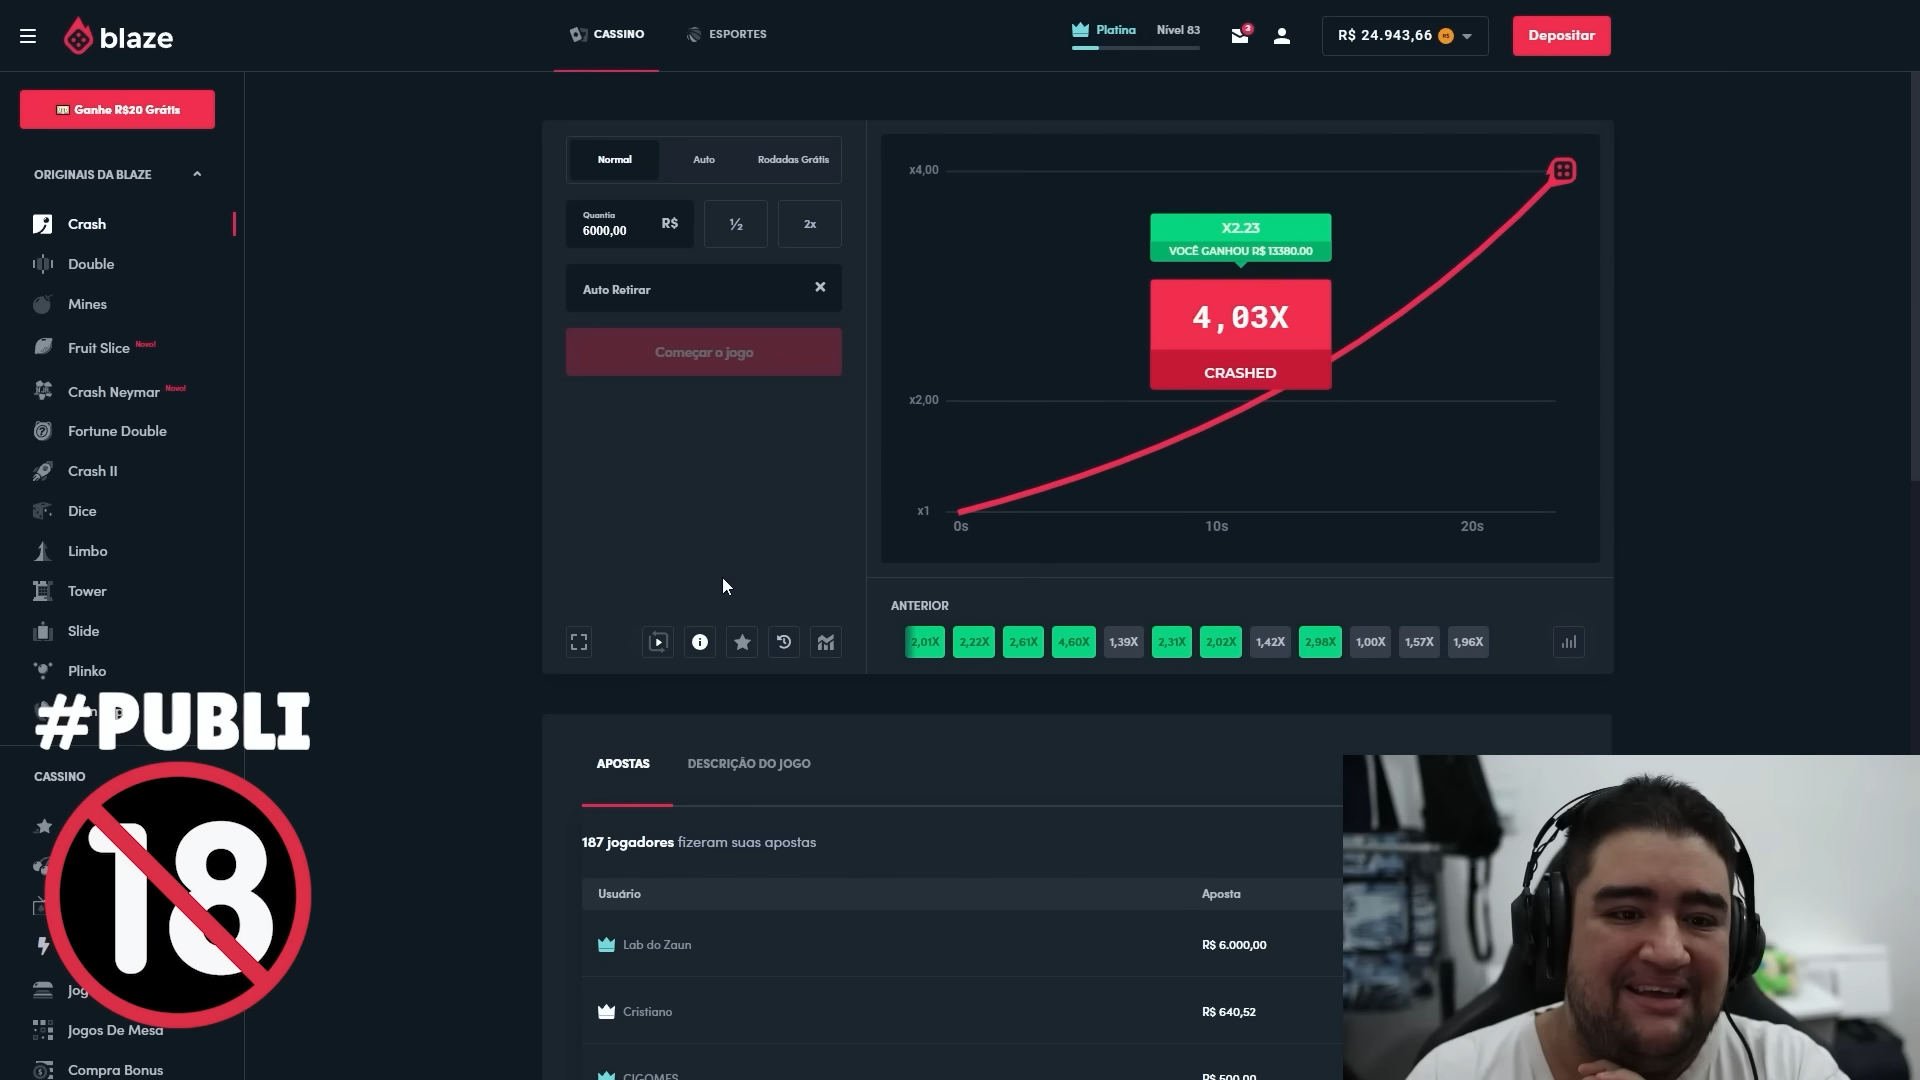 blaze
CASSINO
ESPORTES
Platina
Nível 83
3
R$ 24.943,66
R$
Depositar
Ganhe R$20 Grátis
ORIGINAIS DA BLAZE
Crash
Double
Mines
Fruit Slice Novo!
Crash Neymar Novo!
Fortune Double
Crash II
Dice
Limbo
Tower
Slide
Plinko
#PUBLI
CASSINO
18
Jog
Jogos De Mesa
Compra Bonus
Normal
Auto
Rodadas Grátis
Quantia
6000,00
R$
½
2x
Auto Retirar
Começar o jogo
x4,00
x2,00
x1
0s
10s
20s
X2.23
VOCÊ GANHOU R$ 13380.00
4,03X
CRASHED
ANTERIOR
2,01X
2,22X
2,61X
4,60X
1,39X
2,31X
2,02X
1,42X
2,98X
1,00X
1,57X
1,96X
APOSTAS
DESCRIÇÃO DO JOGO
187 jogadores fizeram suas apostas
Usuário
Aposta
Lab do Zaun
R$ 6.000,00
Cristiano
R$ 640,52
CIGOMES
R$ 500,00